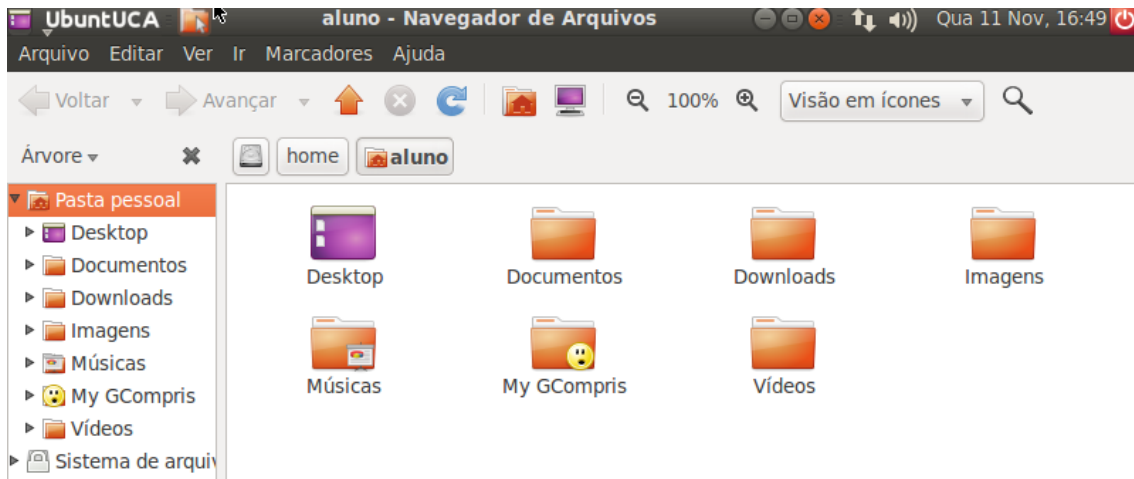 UbuntUCA aluno - Navegador de Arquivos Qua 11 Nov, 16:49
Arquivo Editar Ver Ir Marcadores Ajuda
Voltar Avançar 100% Visão em ícones
Árvore home aluno
Pasta pessoal
Desktop
Documentos
Downloads
Imagens
Músicas
My GCompris
Vídeos
Sistema de arquiv
Desktop Documentos Downloads Imagens
Músicas My GCompris Vídeos